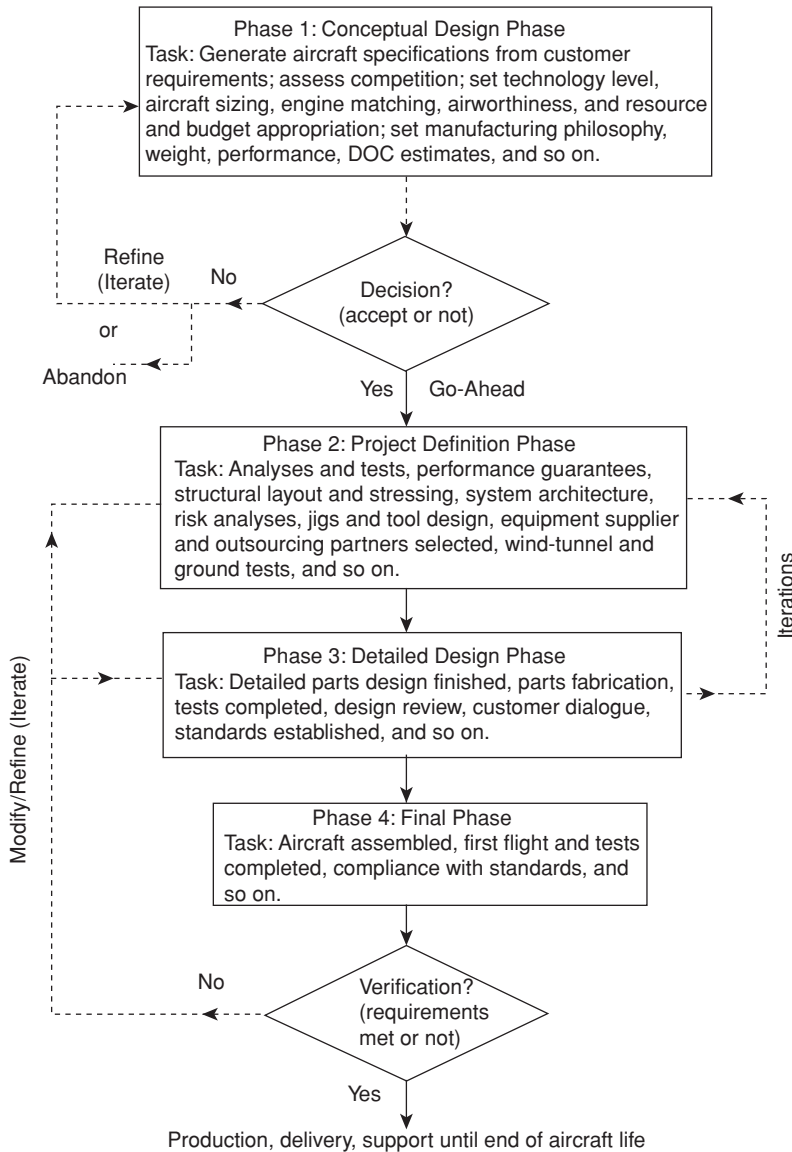 Phase 1: Conceptual Design Phase
Task: Generate aircraft specifications from customer
requirements; assess competition; set technology level,
aircraft sizing, engine matching, airworthiness, and resource
and budget appropriation; set manufacturing philosophy,
weight, performance, DOC estimates, and so on.
Refine
(Iterate)
No
or
Abandon
Decision?
(accept or not)
Yes
Go-Ahead
Phase 2: Project Definition Phase
Task: Analyses and tests, performance guarantees,
structural layout and stressing, system architecture,
risk analyses, jigs and tool design, equipment supplier
and outsourcing partners selected, wind-tunnel and
ground tests, and so on.
Iterations
Phase 3: Detailed Design Phase
Task: Detailed parts design finished, parts fabrication,
tests completed, design review, customer dialogue,
standards established, and so on.
Modify/Refine (Iterate)
Phase 4: Final Phase
Task: Aircraft assembled, first flight and tests
completed, compliance with standards, and
so on.
No
Verification?
(requirements
met or not)
Yes
Production, delivery, support until end of aircraft life